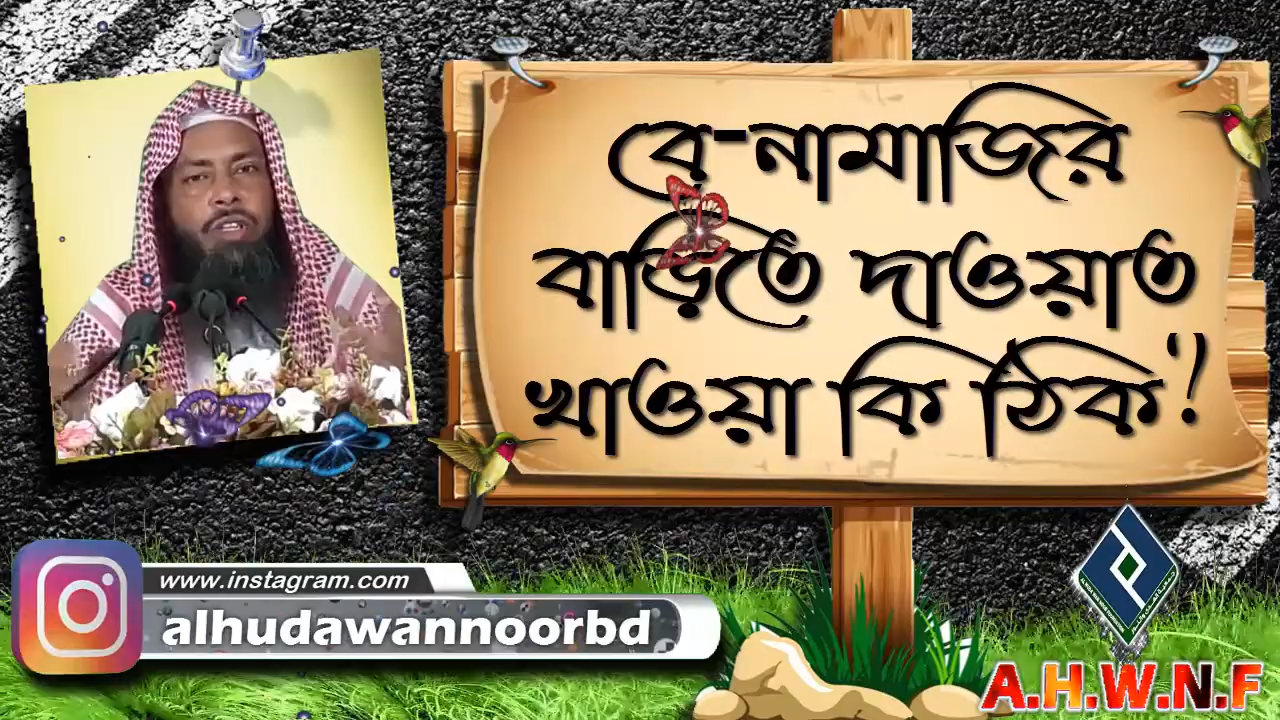 বে-নামাজির
বাড়িতে দাওয়াত
খাওয়া কি ঠিক?
www.instagram.com
alhudawannoorbd
A.H.W.N.F